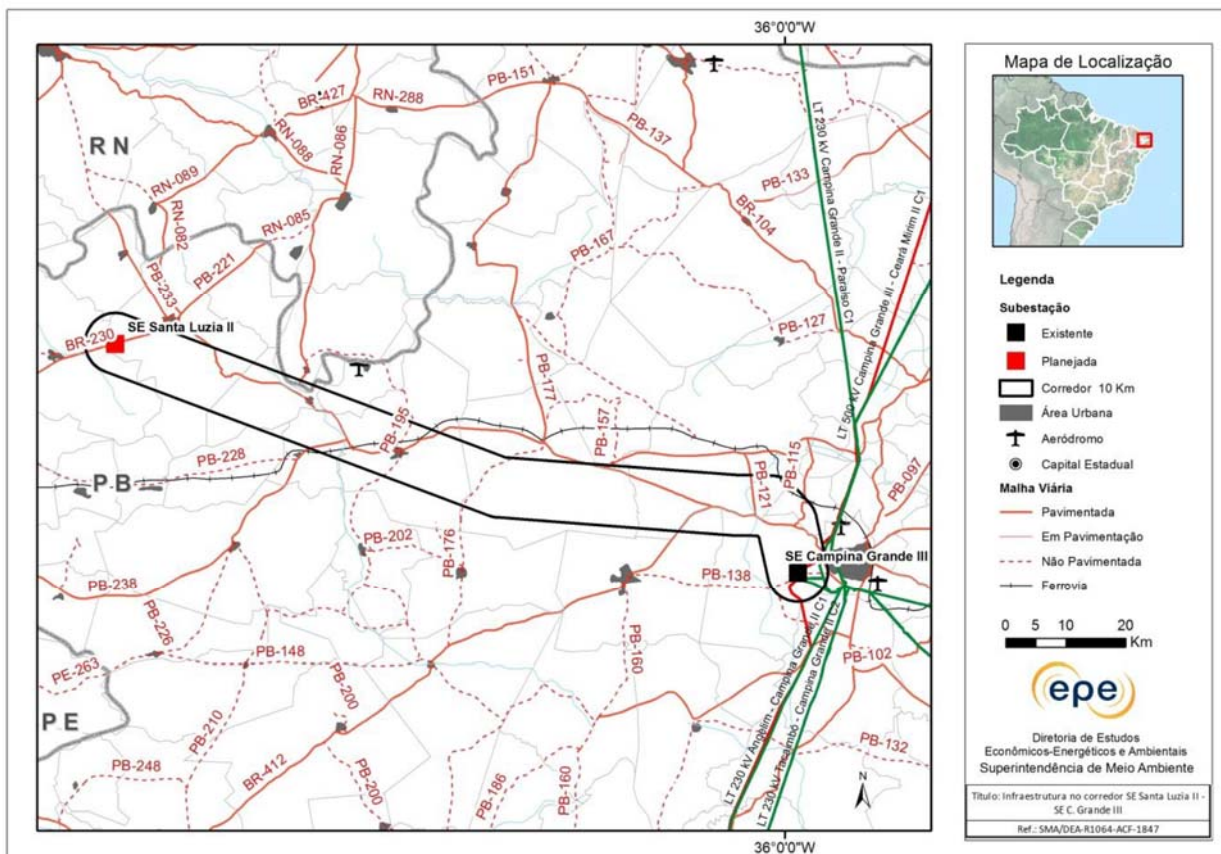 36°0'0"W
BR-427
RN-288
PB-151
RN
RN-088
RN-086
PB-137
RN-089
PB-133
RN-082
RN-085
BR-104
PB-167
PB-221
PB-233
LT 230 kV Campina Grande II - Paraíso C1
LT 500 kV Campina Grande III - Ceará Mirim II C1
SE Santa Luzia II
BR-230
PB-127
PB-177
PB-195
PB-157
PB-228
PB-115
PB
PB-121
PB-097
PB-202
PB-176
SE Campina Grande III
PB-238
PB-138
PB-226
PB-148
PB-160
PB-102
PE-263
PB-200
PE
PB-210
LT 230 kV Angelim - Campina Grande II C1
LT 230 kV Tacaimbó - Campina Grande II C2
PB-132
PB-248
BR-412
PB-186
PB-160
PB-200
36°0'0"W
Mapa de Localização
Legenda
Subestação
Existente
Planejada
Corredor 10 Km
Área Urbana
Aeródromo
Capital Estadual
Malha Viária
Pavimentada
Em Pavimentação
Não Pavimentada
Ferrovia
0 5 10 20
Km
epe
Diretoria de Estudos
Econômicos-Energéticos e Ambientais
Superintendência de Meio Ambiente
N
Título: Infraestrutura no corredor SE Santa Luzia II -
SE C. Grande III
Ref.: SMA/DEA-R1064-ACF-1847